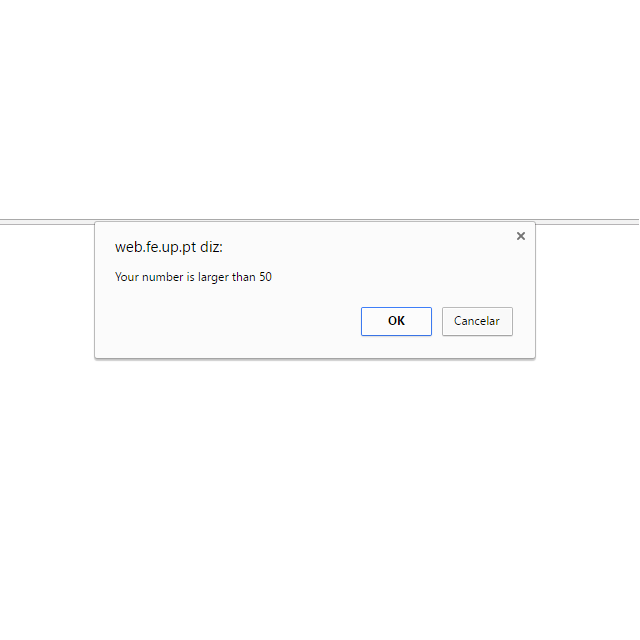 web.fe.up.pt diz:
Your number is larger than 50
OK
Cancelar